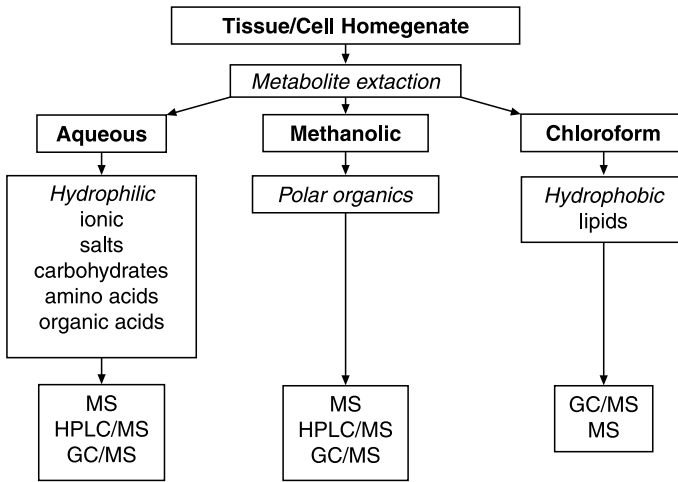 Tissue/Cell Homegenate
Metabolite extaction
Aqueous
Methanolic
Chloroform
Hydrophilic
ionic
salts
carbohydrates
amino acids
organic acids
Polar organics
Hydrophobic
lipids
MS
HPLC/MS
GC/MS
MS
HPLC/MS
GC/MS
GC/MS
MS